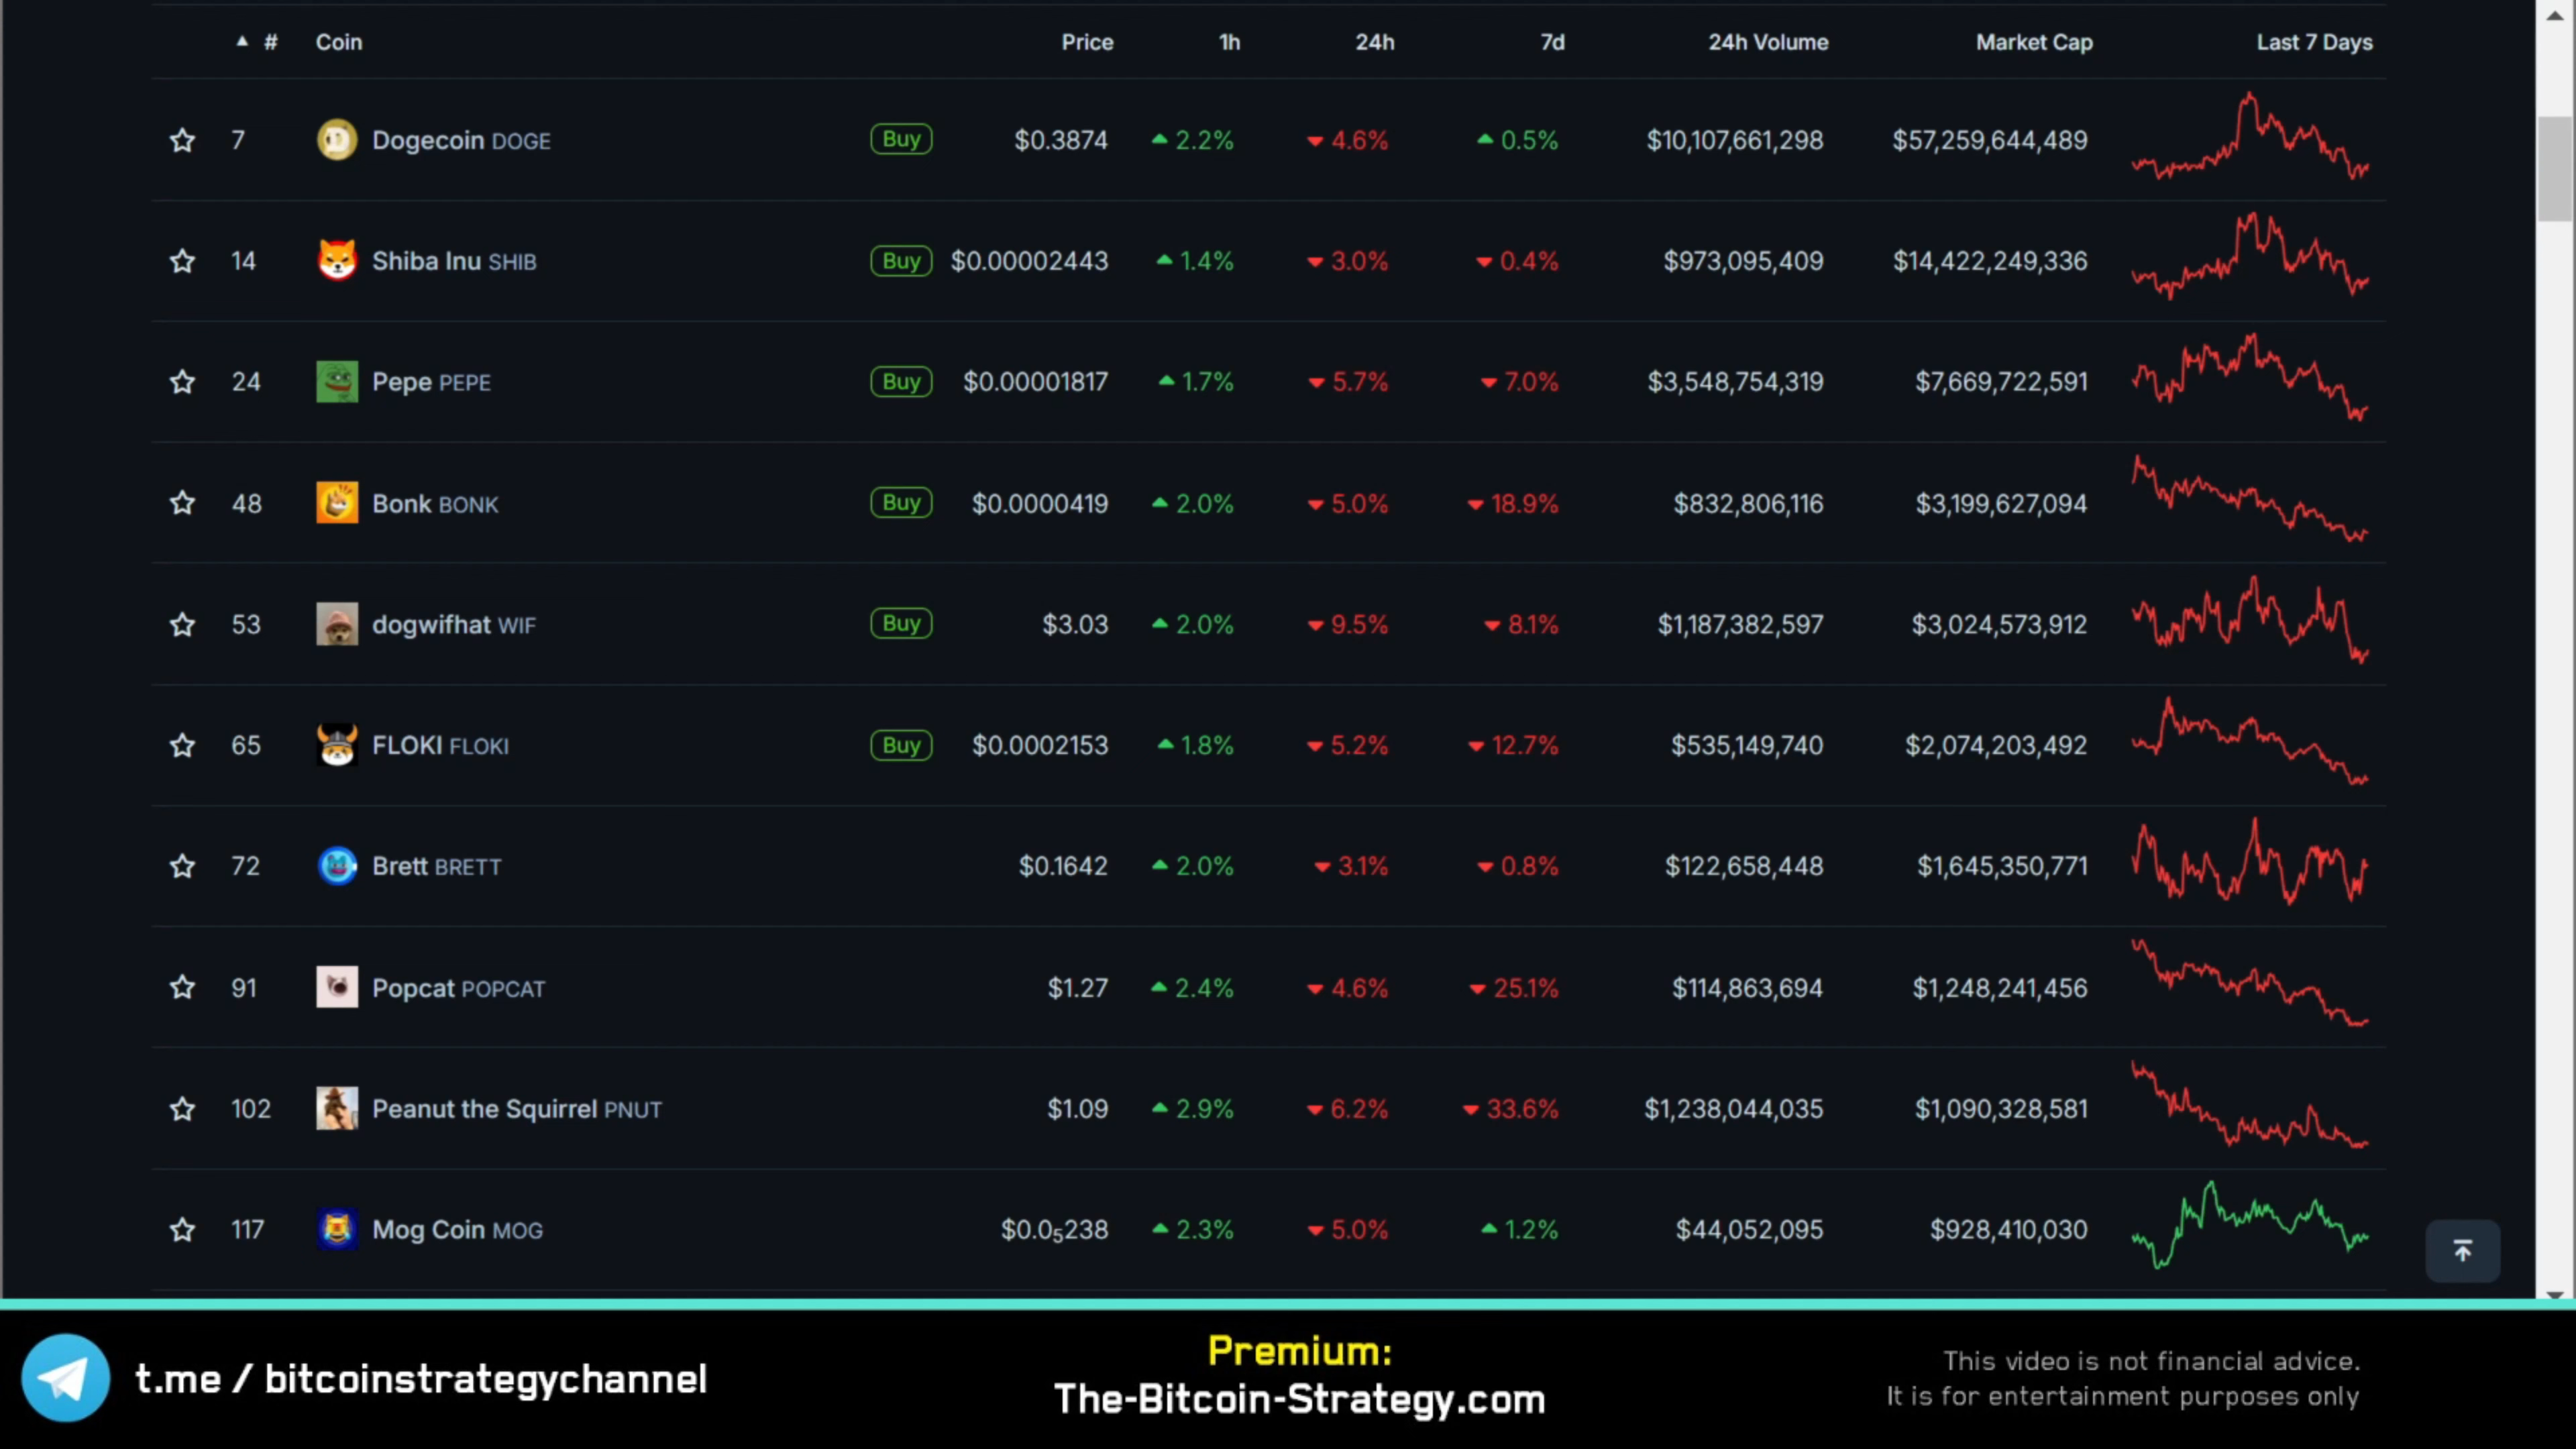 ▲ # Coin Price 1h 24h 7d 24h Volume Market Cap Last 7 Days
7 Dogecoin DOGE Buy $0.3874 ▲ 2.2% ▼ 4.6% ▲ 0.5% $10,107,661,298 $57,259,644,489
14 Shiba Inu SHIB Buy $0.00002443 ▲ 1.4% ▼ 3.0% ▼ 0.4% $973,095,409 $14,422,249,336
24 Pepe PEPE Buy $0.00001817 ▲ 1.7% ▼ 5.7% ▼ 7.0% $3,548,754,319 $7,669,722,591
48 Bonk BONK Buy $0.0000419 ▲ 2.0% ▼ 5.0% ▼ 18.9% $832,806,116 $3,199,627,094
53 dogwifhat WIF Buy $3.03 ▲ 2.0% ▼ 9.5% ▼ 8.1% $1,187,382,597 $3,024,573,912
65 FLOKI FLOKI Buy $0.0002153 ▲ 1.8% ▼ 5.2% ▼ 12.7% $535,149,740 $2,074,203,492
72 Brett BRETT $0.1642 ▲ 2.0% ▼ 3.1% ▼ 0.8% $122,658,448 $1,645,350,771
91 Popcat POPCAT $1.27 ▲ 2.4% ▼ 4.6% ▼ 25.1% $114,863,694 $1,248,241,456
102 Peanut the Squirrel PNUT $1.09 ▲ 2.9% ▼ 6.2% ▼ 33.6% $1,238,044,035 $1,090,328,581
117 Mog Coin MOG $0.0₅238 ▲ 2.3% ▼ 5.0% ▲ 1.2% $44,052,095 $928,410,030
t.me / bitcoinstrategychannel
Premium:
The-Bitcoin-Strategy.com
This video is not financial advice.
It is for entertainment purposes only